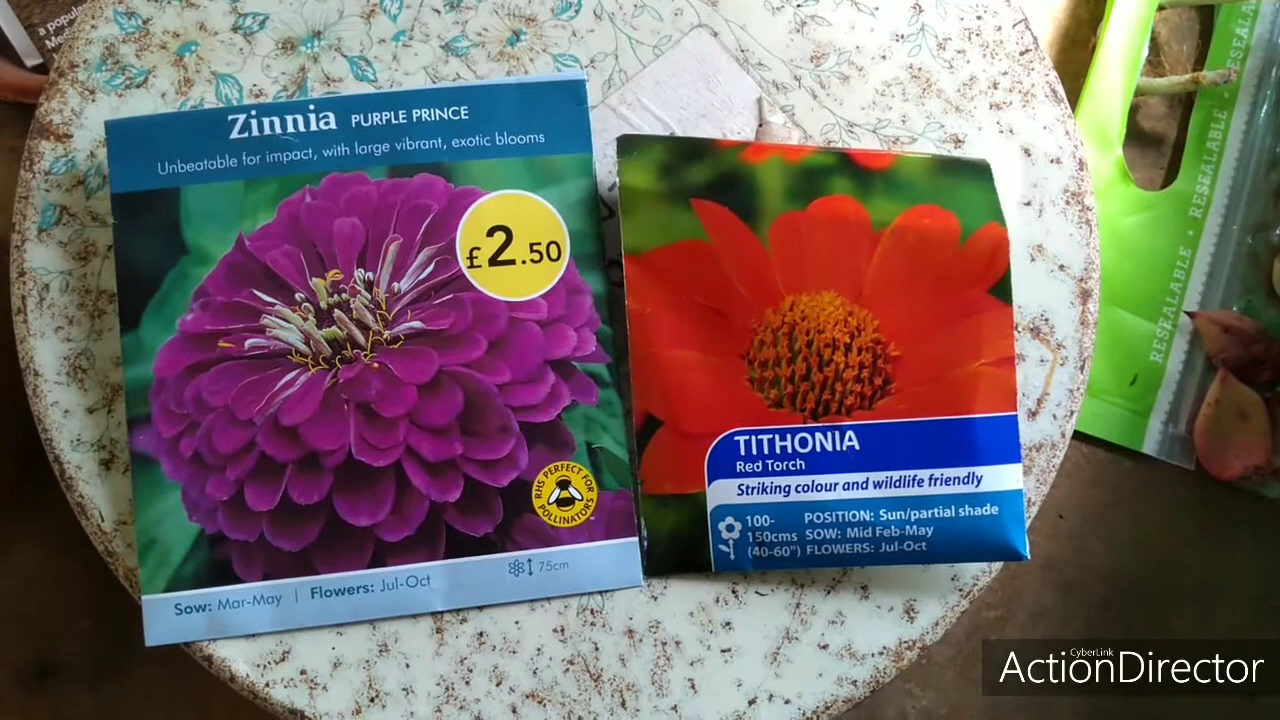 a popular
Zinnia PURPLE PRINCE
Unbeatable for impact, with large vibrant, exotic blooms
£2.50
RHS PERFECT FOR POLLINATORS
Sow: Mar-May | Flowers: Jul-Oct
75cm
TITHONIA
Red Torch
Striking colour and wildlife friendly
100-150cms (40-60")
POSITION: Sun/partial shade
SOW: Mid Feb-May
FLOWERS: Jul-Oct
RESEALABLE • RESEALABLE • RESEALABLE
CyberLink
ActionDirector